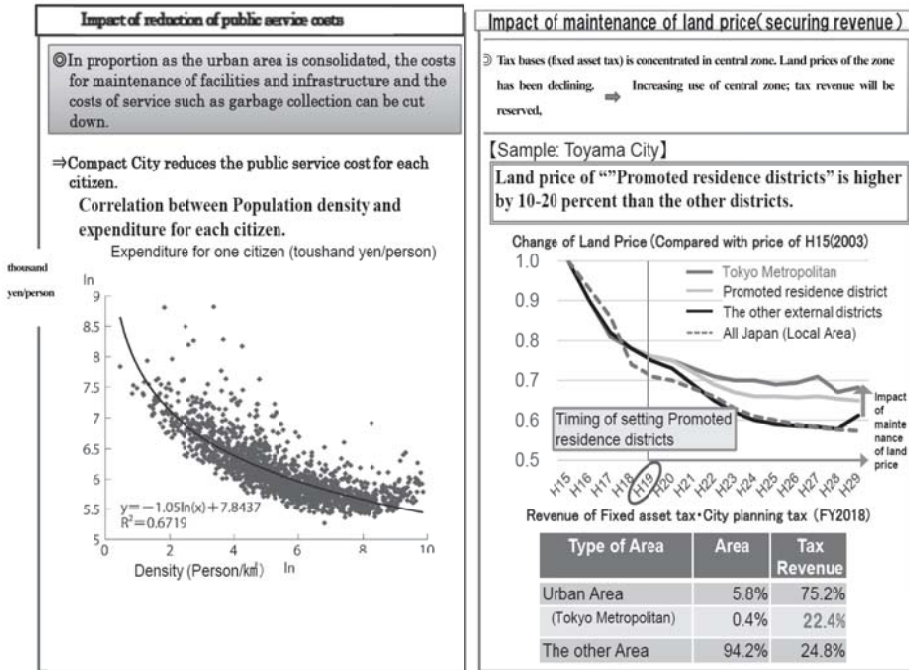 Impact of reduction of public service costs
◎In proportion as the urban area is consolidated, the costs
for maintenance of facilities and infrastructure and the
costs of service such as garbage collection can be cut
down.
⇒Compact City reduces the public service cost for each
citizen.
Correlation between Population density and
expenditure for each citizen.
Expenditure for one citizen (toushand yen/person)
thousand
yen/person
ln
9
8.5
8
7.5
7
6.5
6
5.5
5
y=−1.05ln(x)+7.8437
R²=0.6719
0 2 4 6 8 10
Density (Person/k㎡) ln
Impact of maintenance of land price(securing revenue)
◎ Tax bases (fixed asset tax) is concentrated in central zone. Land prices of the zone
has been declining. ⇒ Increasing use of central zone; tax revenue will be
reserved,
【Sample: Toyama City】
Land price of “”Promoted residence districts” is higher
by 10-20 percent than the other districts.
Change of Land Price(Compared with price of H15(2003)
1.0
0.9
0.8
0.7
0.6
0.5
Tokyo Metropolitan
Promoted residence district
The other external districts
All Japan (Local Area)
Timing of setting Promoted
residence districts
Impact
of
mainte
nance
of land
price
H15 H16 H17 H18 H19 H20 H21 H22 H23 H24 H25 H26 H27 H28 H29
Revenue of Fixed asset tax・City planning tax (FY2018)
Type of Area Area Tax
Revenue
Urban Area 5.8% 75.2%
(Tokyo Metropolitan) 0.4% 22.4%
The other Area 94.2% 24.8%